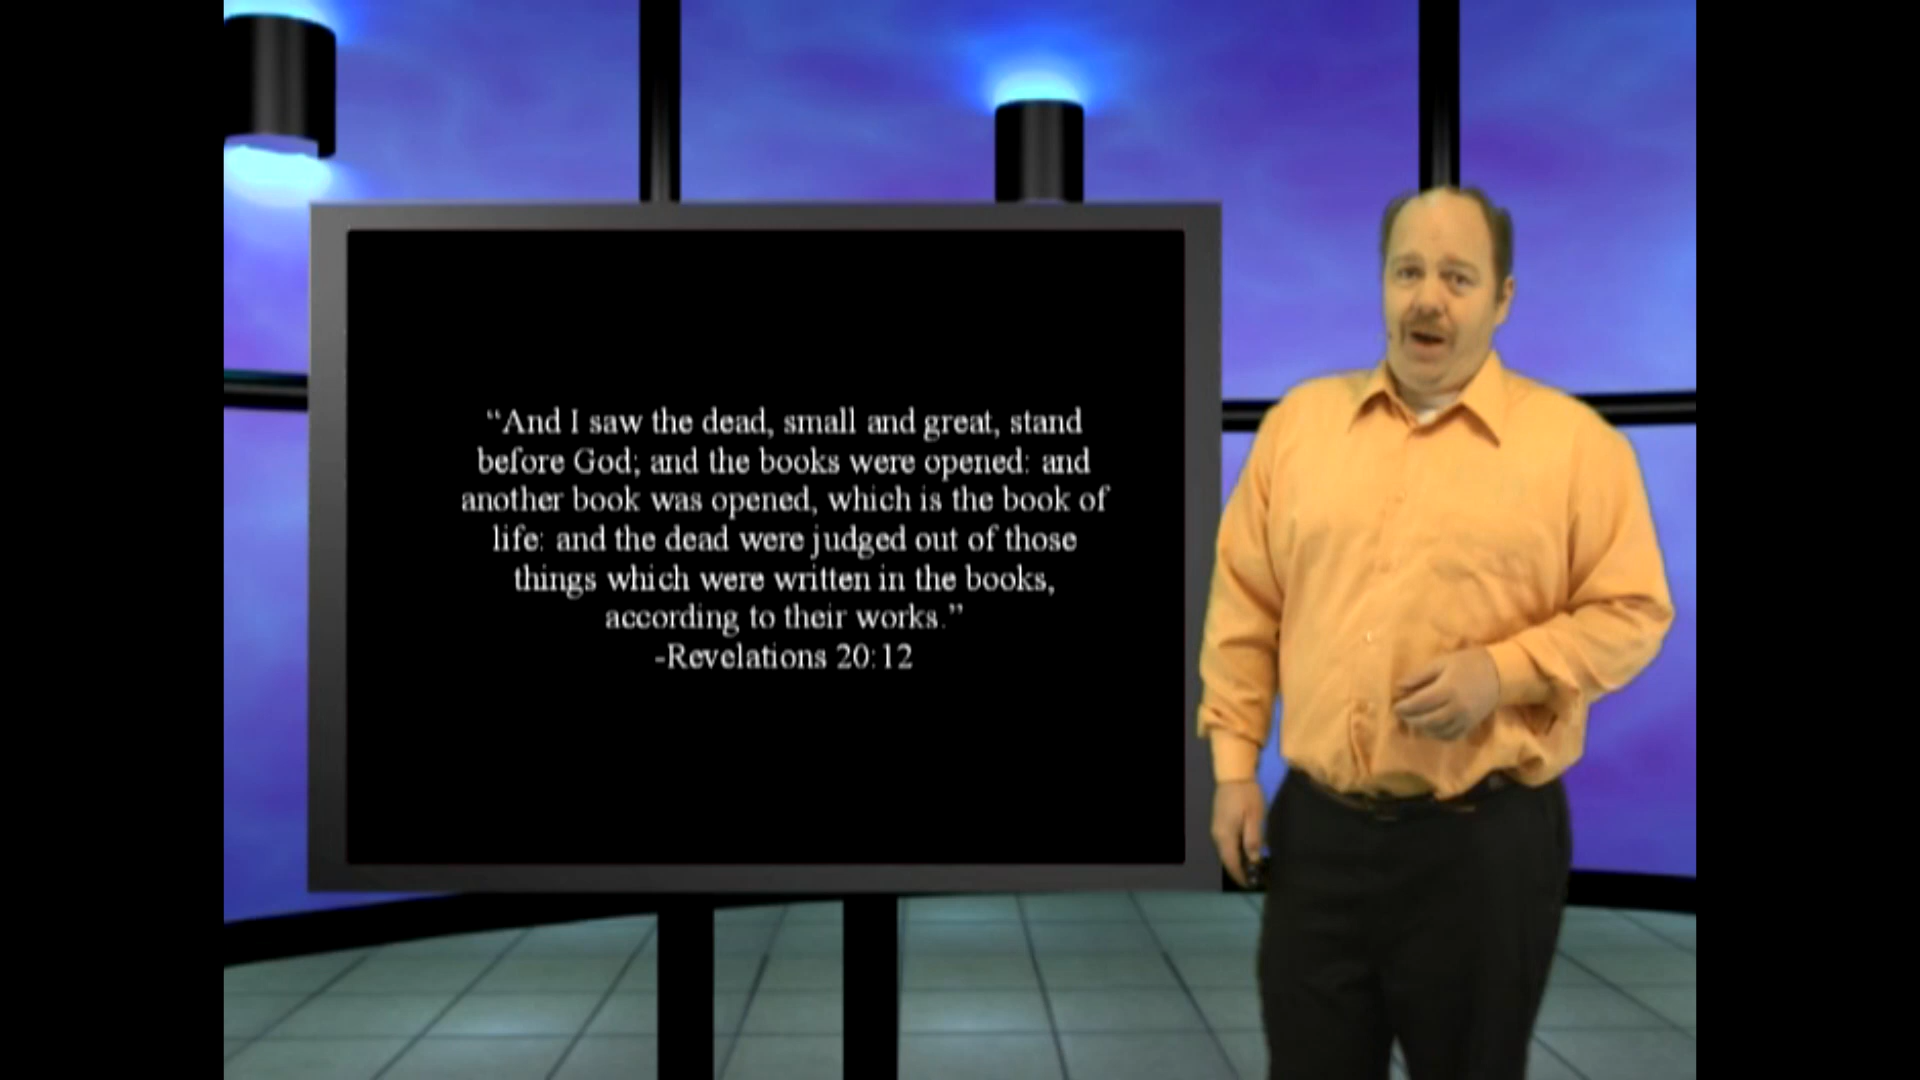 “And I saw the dead, small and great, stand
before God; and the books were opened: and
another book was opened, which is the book of
life: and the dead were judged out of those
things which were written in the books,
according to their works.”
-Revelations 20:12